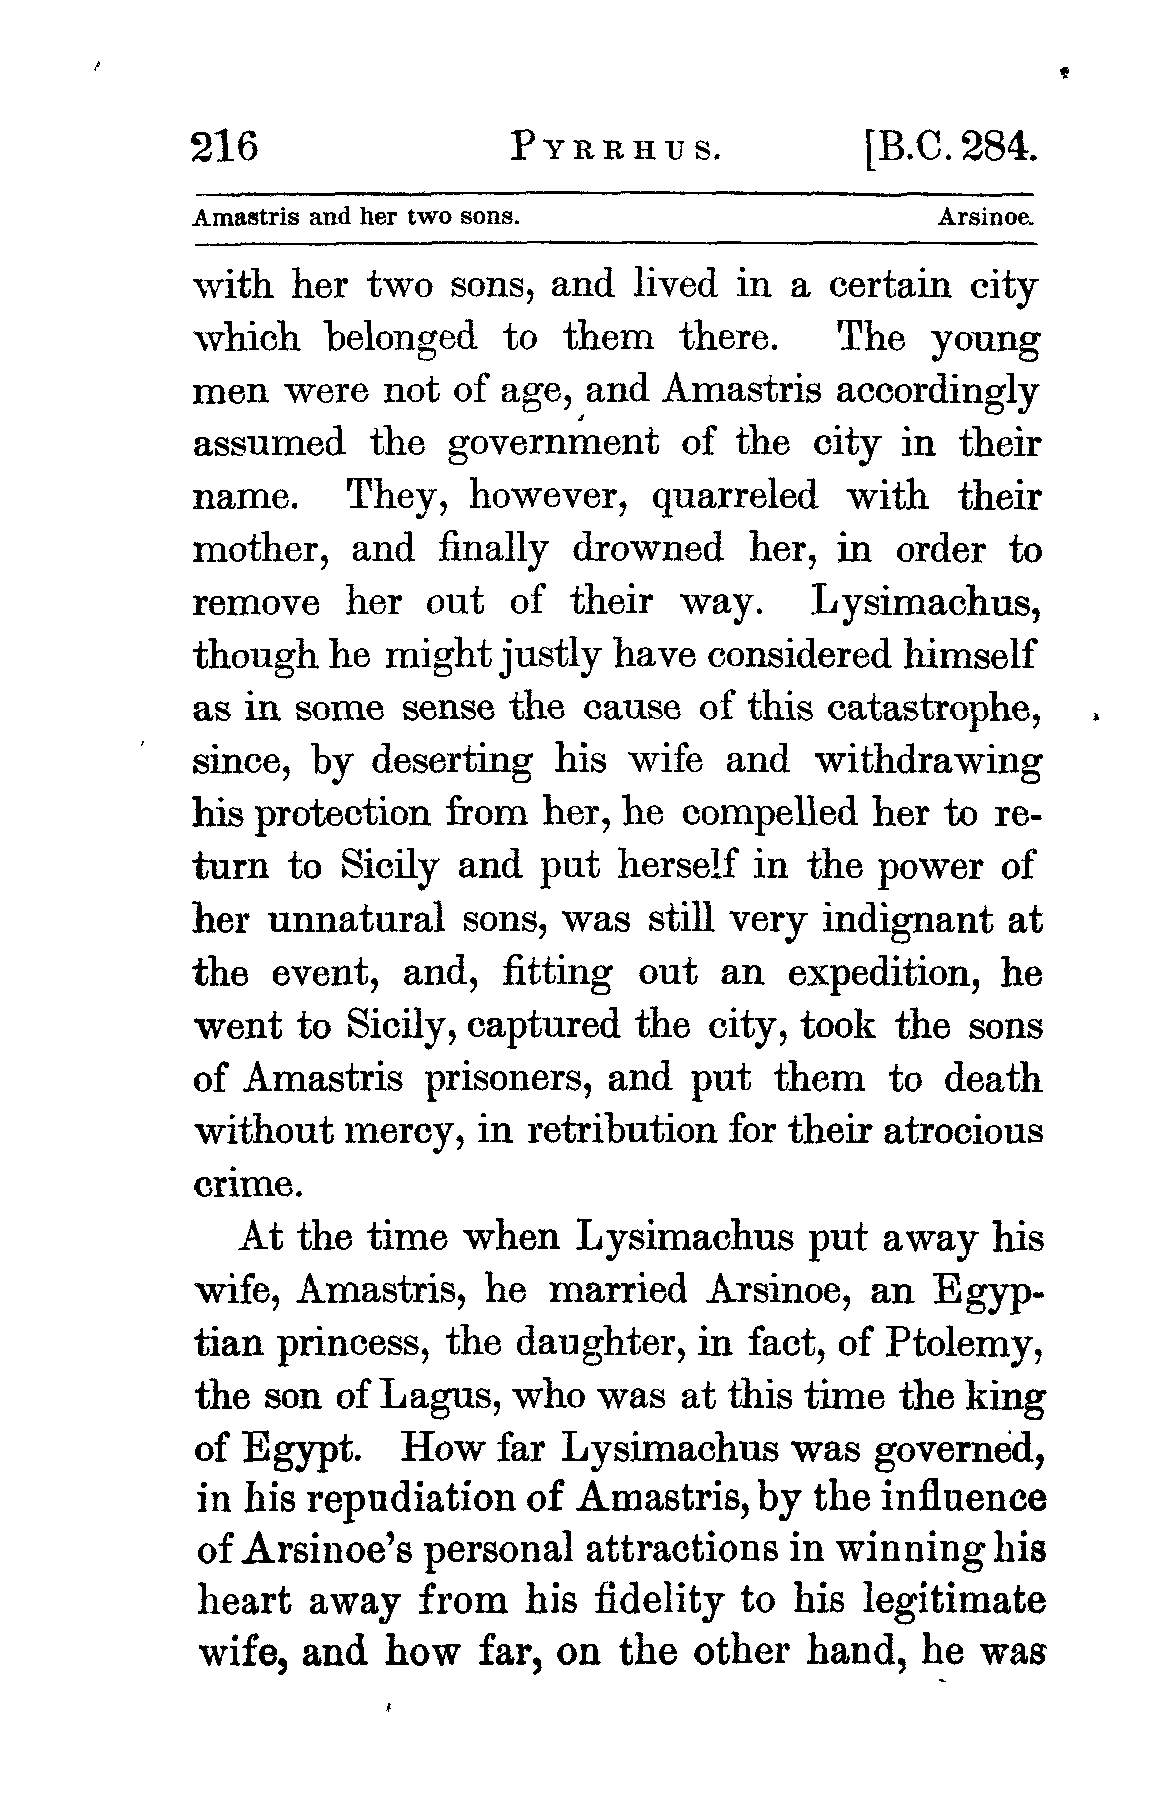 216 PYRRHUS. [B.C. 284.
Amastris and her two sons. Arsinoe.
with her two sons, and lived in a certain city
which belonged to them there. The young
men were not of age, and Amastris accordingly
assumed the government of the city in their
name. They, however, quarreled with their
mother, and finally drowned her, in order to
remove her out of their way. Lysimachus,
though he might justly have considered himself
as in some sense the cause of this catastrophe,
since, by deserting his wife and withdrawing
his protection from her, he compelled her to re-
turn to Sicily and put herself in the power of
her unnatural sons, was still very indignant at
the event, and, fitting out an expedition, he
went to Sicily, captured the city, took the sons
of Amastris prisoners, and put them to death
without mercy, in retribution for their atrocious
crime.
At the time when Lysimachus put away his
wife, Amastris, he married Arsinoe, an Egyp-
tian princess, the daughter, in fact, of Ptolemy,
the son of Lagus, who was at this time the king
of Egypt. How far Lysimachus was governed,
in his repudiation of Amastris, by the influence
of Arsinoe's personal attractions in winning his
heart away from his fidelity to his legitimate
wife, and how far, on the other hand, he was